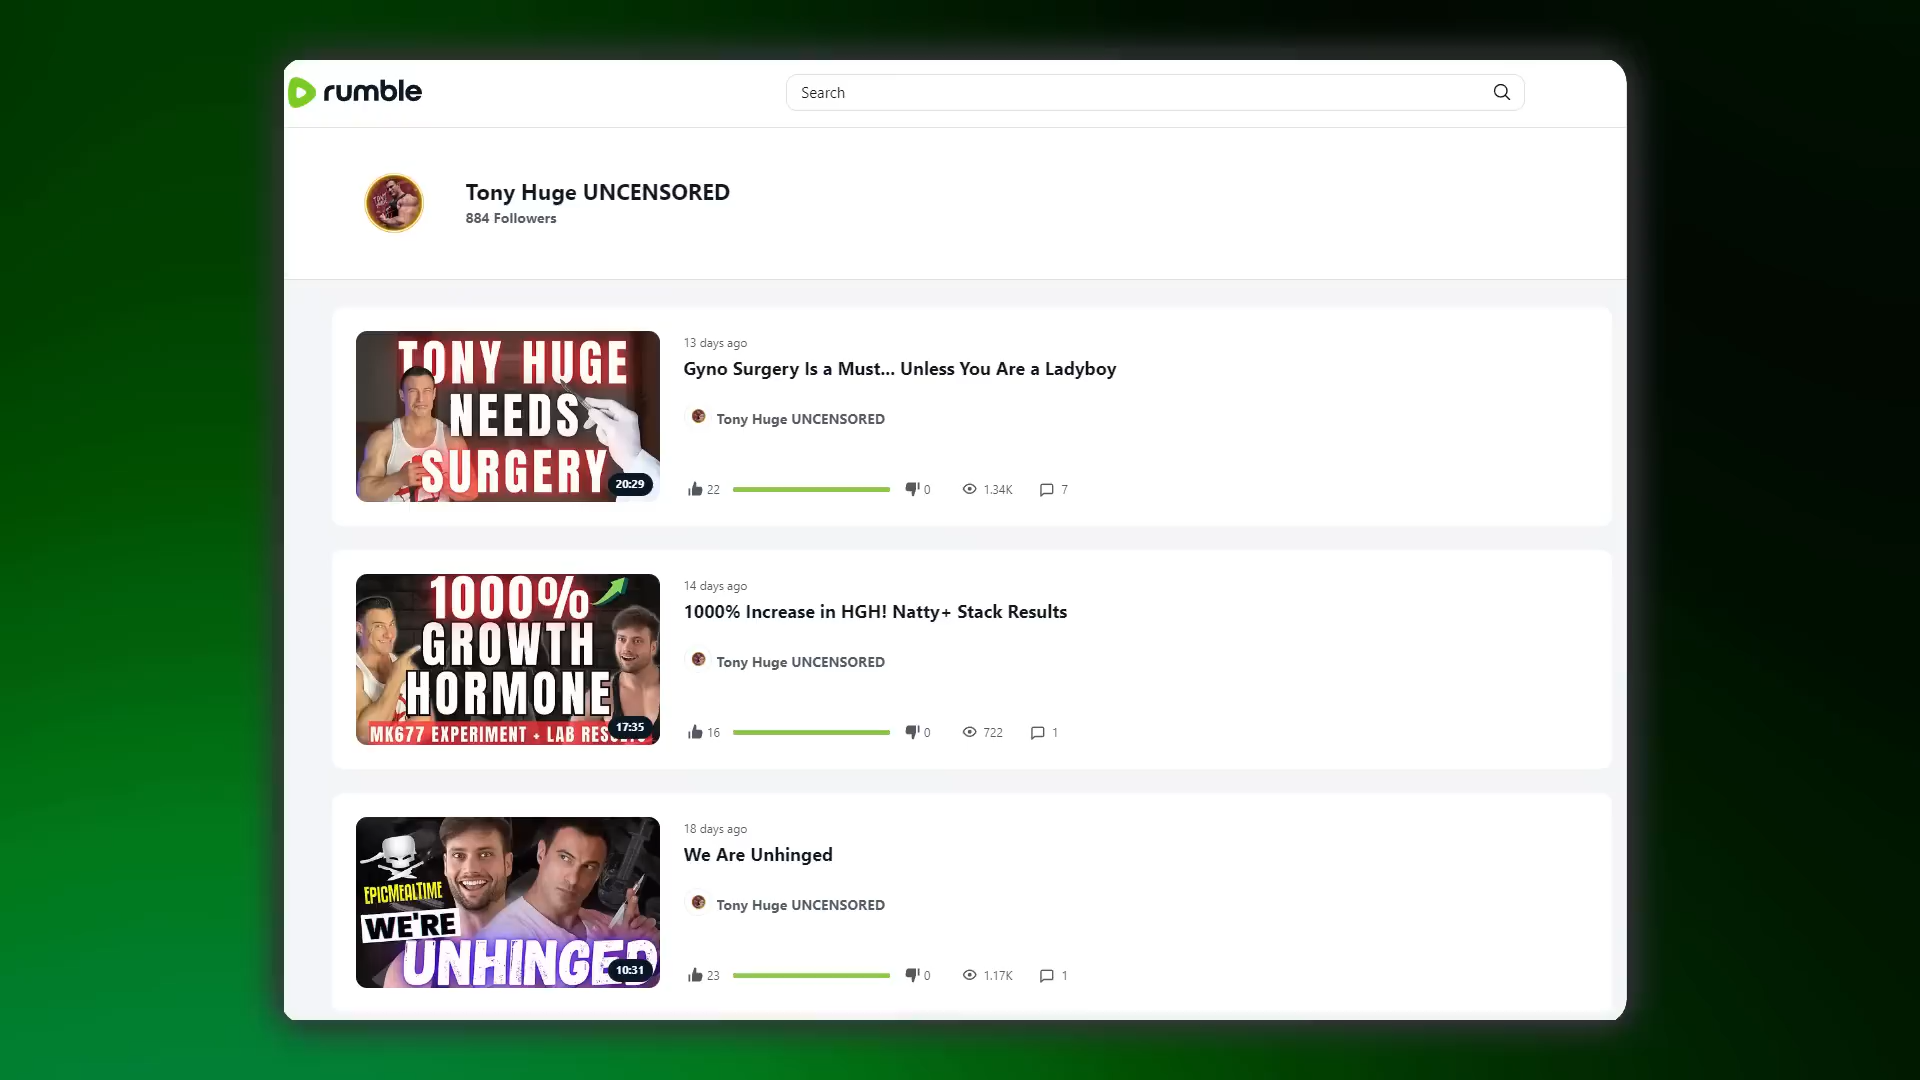 rumble
Search
Tony Huge UNCENSORED
884 Followers
TONY HUGE
NEEDS
SURGERY
20:29
13 days ago
Gyno Surgery Is a Must... Unless You Are a Ladyboy
Tony Huge UNCENSORED
22 0 1.34K 7
1000%
GROWTH
HORMONE
MK677 EXPERIMENT + LAB
17:35
14 days ago
1000% Increase in HGH! Natty+ Stack Results
Tony Huge UNCENSORED
16 0 722 1
EPICMEALTIME
WE'RE
UNHINGED
10:31
18 days ago
We Are Unhinged
Tony Huge UNCENSORED
23 0 1.17K 1